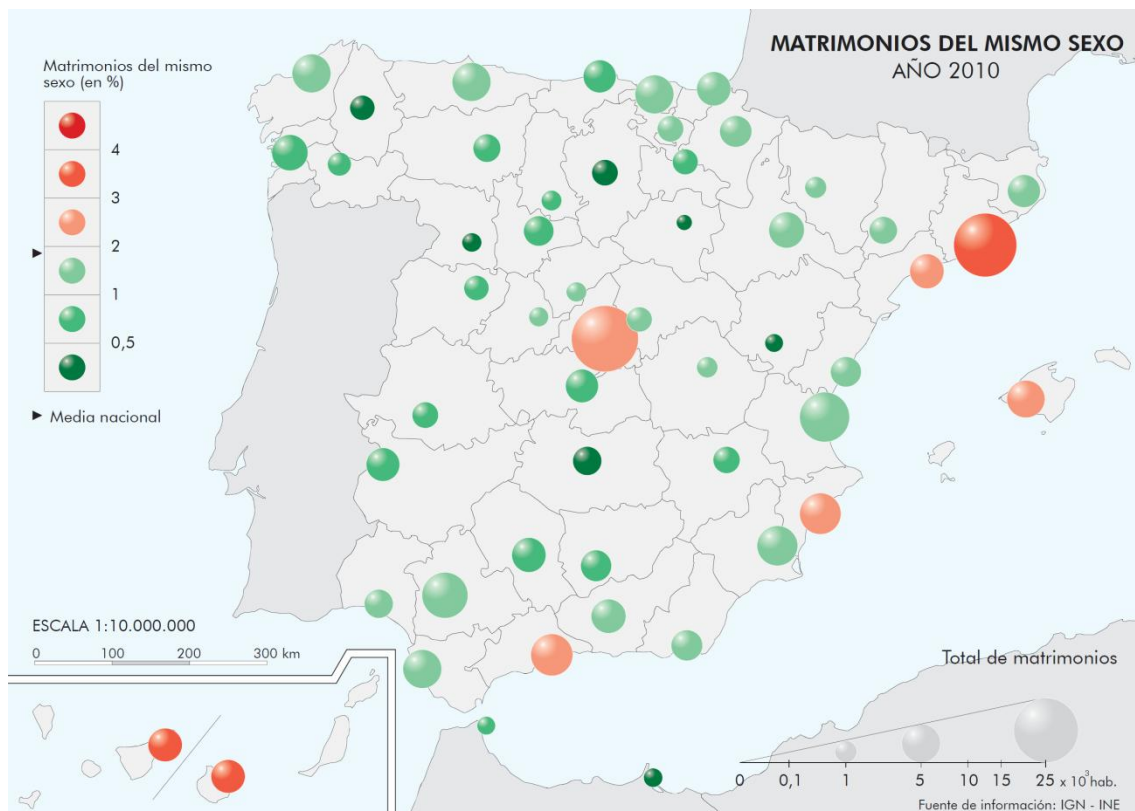 MATRIMONIOS DEL MISMO SEXO
AÑO 2010
Matrimonios del mismo
sexo (en %)
4
3
2
1
0,5
Media nacional
ESCALA 1:10.000.000
0 100 200 300 km
Total de matrimonios
0 0,1 1 5 10 15 25 x 10³ hab.
Fuente de información: IGN - INE